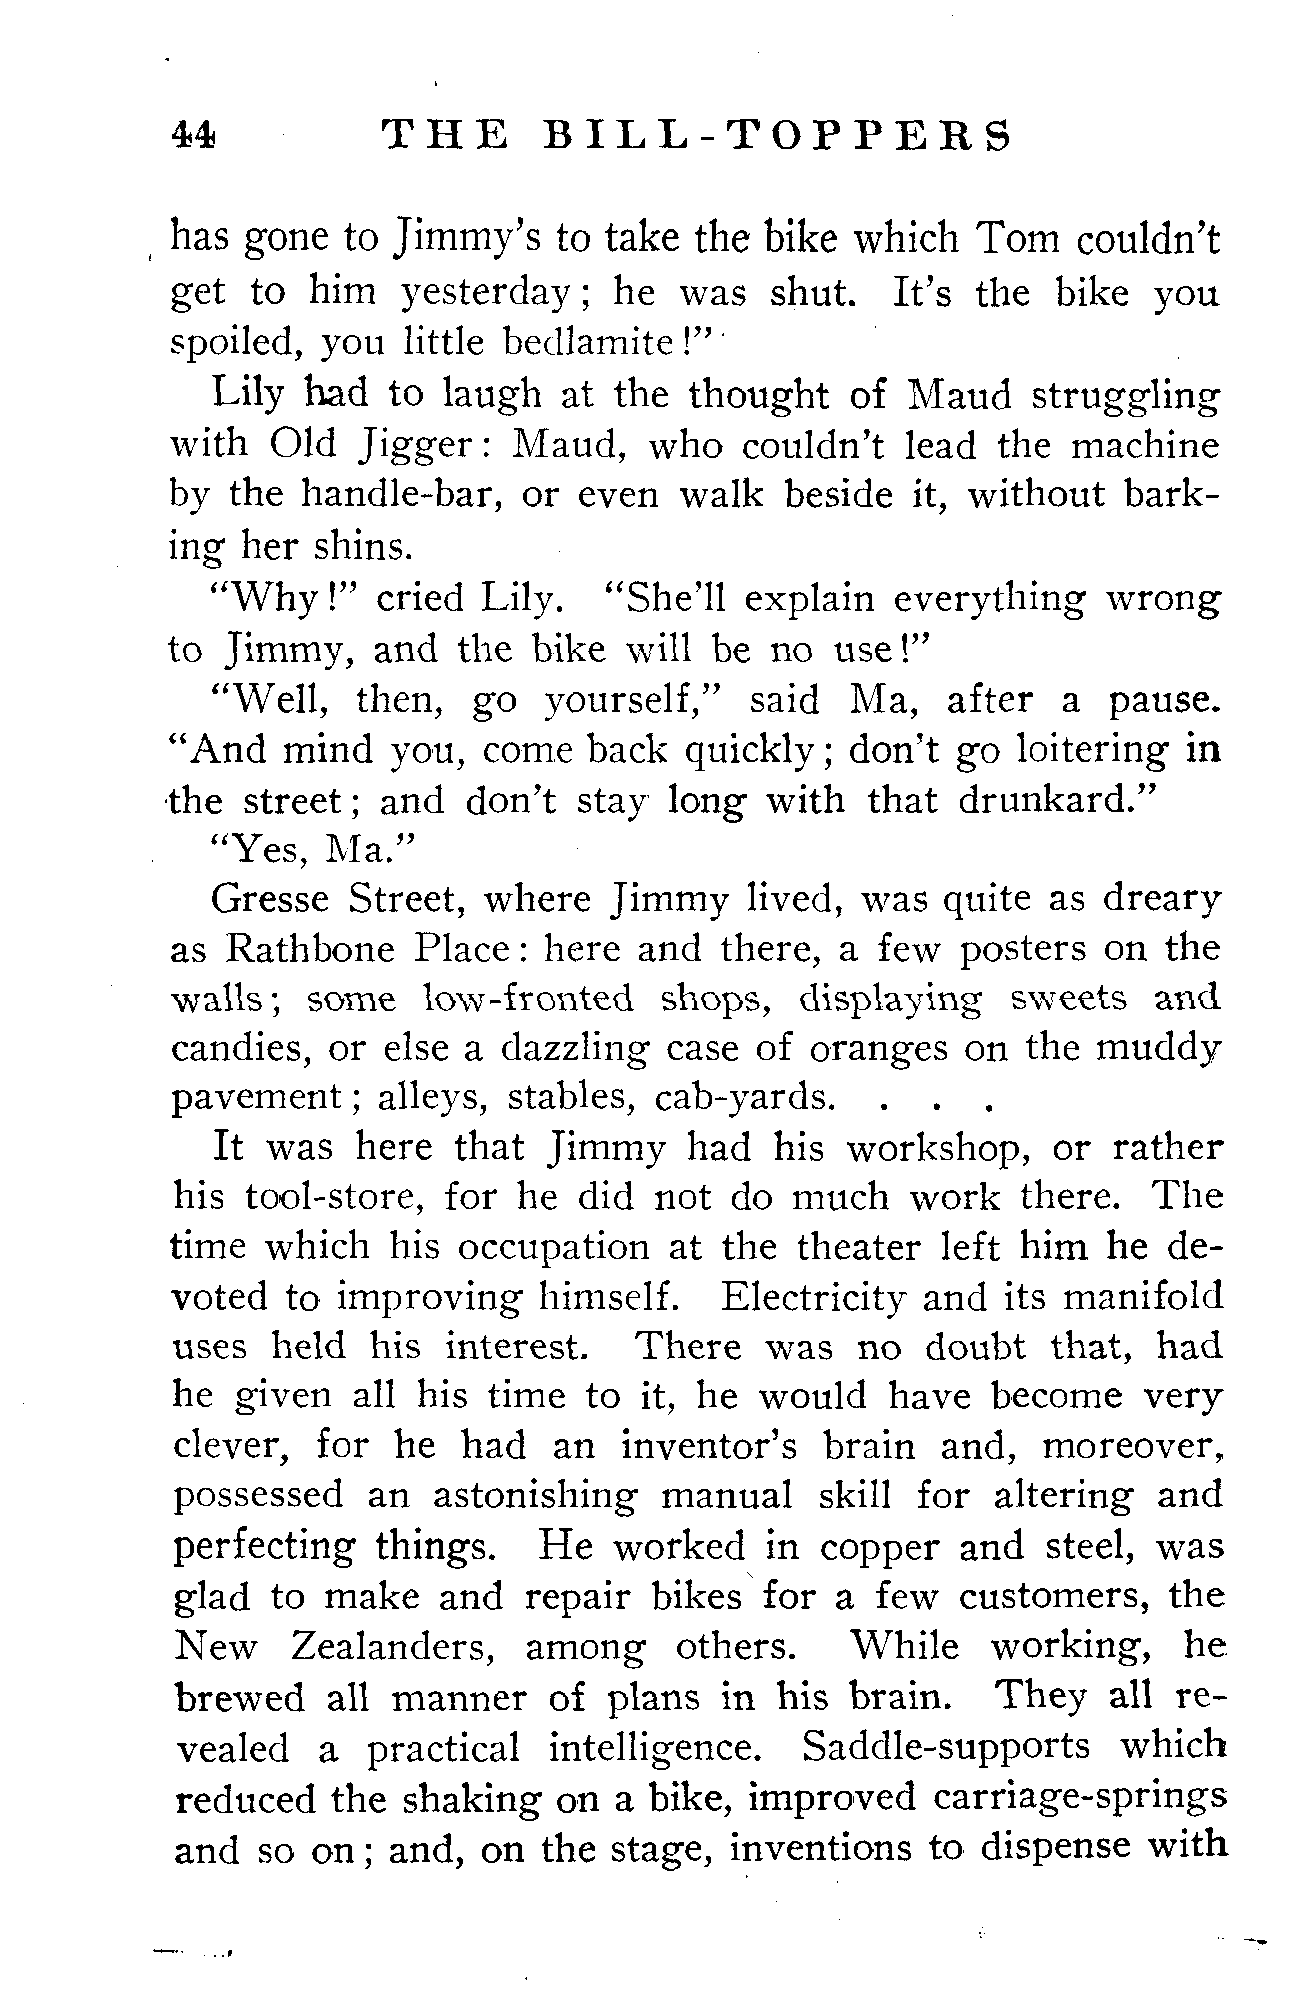 44 THE BILL-TOPPERS
has gone to Jimmy's to take the bike which Tom couldn't
get to him yesterday; he was shut. It's the bike you
spoiled, you little bedlamite!"
Lily had to laugh at the thought of Maud struggling
with Old Jigger: Maud, who couldn't lead the machine
by the handle-bar, or even walk beside it, without bark-
ing her shins.
"Why!" cried Lily. "She'll explain everything wrong
to Jimmy, and the bike will be no use!"
"Well, then, go yourself," said Ma, after a pause.
"And mind you, come back quickly; don't go loitering in
the street; and don't stay long with that drunkard."
"Yes, Ma."
Gresse Street, where Jimmy lived, was quite as dreary
as Rathbone Place: here and there, a few posters on the
walls; some low-fronted shops, displaying sweets and
candies, or else a dazzling case of oranges on the muddy
pavement; alleys, stables, cab-yards. . . .
It was here that Jimmy had his workshop, or rather
his tool-store, for he did not do much work there. The
time which his occupation at the theater left him he de-
voted to improving himself. Electricity and its manifold
uses held his interest. There was no doubt that, had
he given all his time to it, he would have become very
clever, for he had an inventor's brain and, moreover,
possessed an astonishing manual skill for altering and
perfecting things. He worked in copper and steel, was
glad to make and repair bikes for a few customers, the
New Zealanders, among others. While working, he
brewed all manner of plans in his brain. They all re-
vealed a practical intelligence. Saddle-supports which
reduced the shaking on a bike, improved carriage-springs
and so on; and, on the stage, inventions to dispense with